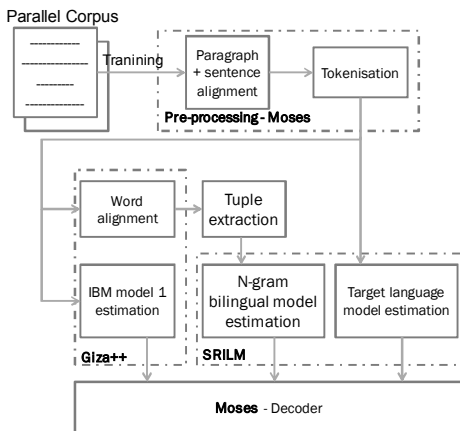 Parallel Corpus
Tranining
Paragraph
+ sentence
alignment
Tokenisation
Pre-processing - Moses
Word
alignment
Tuple
extraction
IBM model 1
estimation
N-gram
bilingual model
estimation
Target language
model estimation
Giza++
SRILM
Moses - Decoder